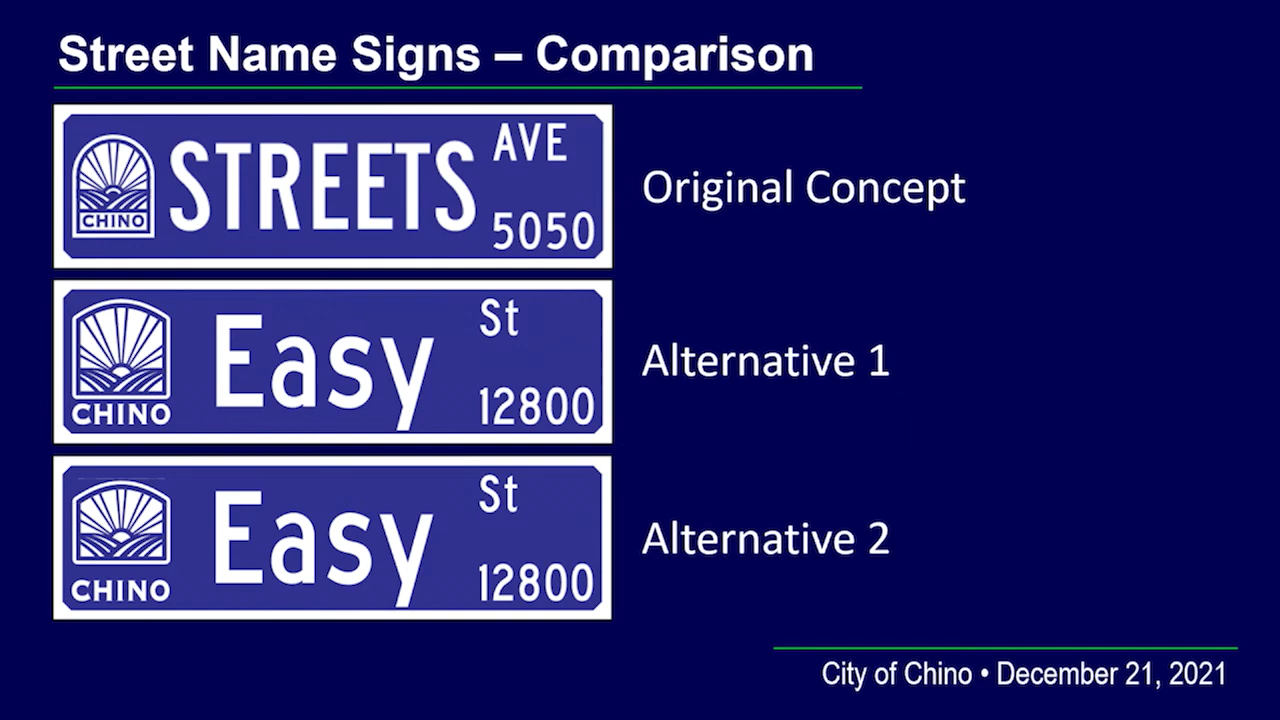 Street Name Signs – Comparison
CHINO
STREETS
AVE
5050
Original Concept
CHINO
Easy
St
12800
Alternative 1
CHINO
Easy
St
12800
Alternative 2
City of Chino • December 21, 2021